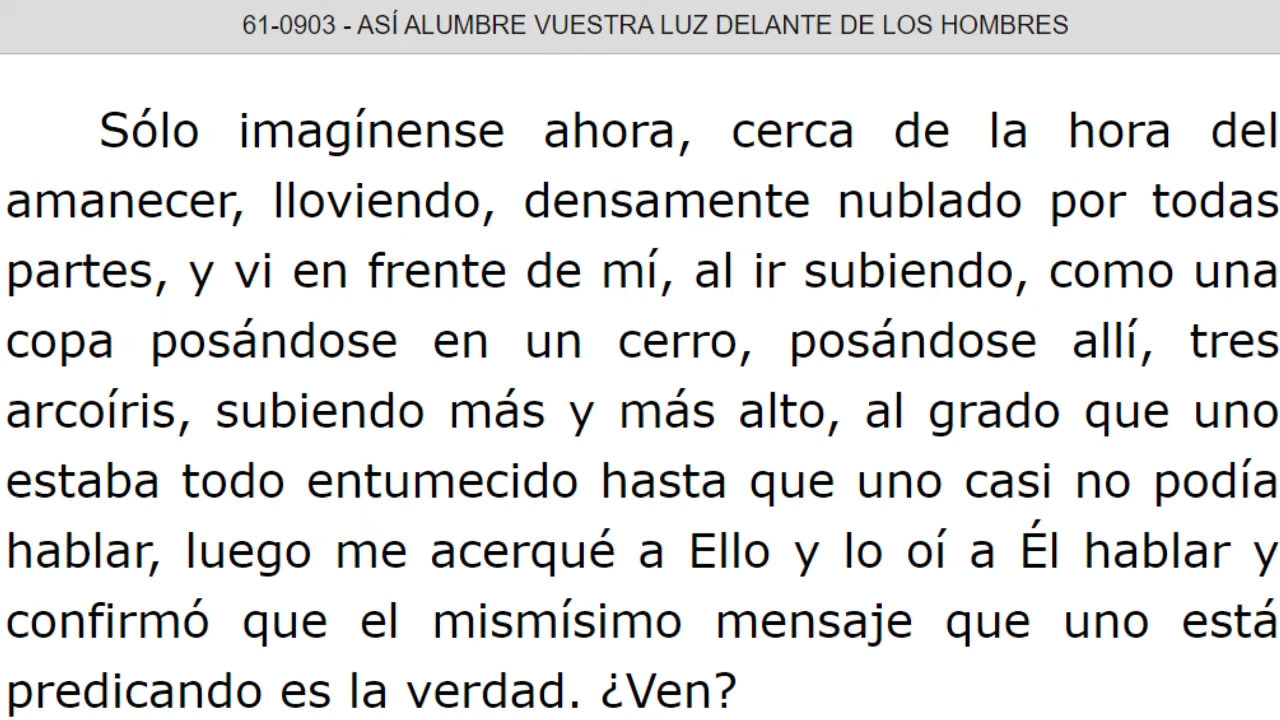 61-0903 - ASÍ ALUMBRE VUESTRA LUZ DELANTE DE LOS HOMBRES
Sólo imagínense ahora, cerca de la hora del
amanecer, lloviendo, densamente nublado por todas
partes, y vi en frente de mí, al ir subiendo, como una
copa posándose en un cerro, posándose allí, tres
arcoíris, subiendo más y más alto, al grado que uno
estaba todo entumecido hasta que uno casi no podía
hablar, luego me acerqué a Ello y lo oí a Él hablar y
confirmó que el mismísimo mensaje que uno está
predicando es la verdad. ¿Ven?